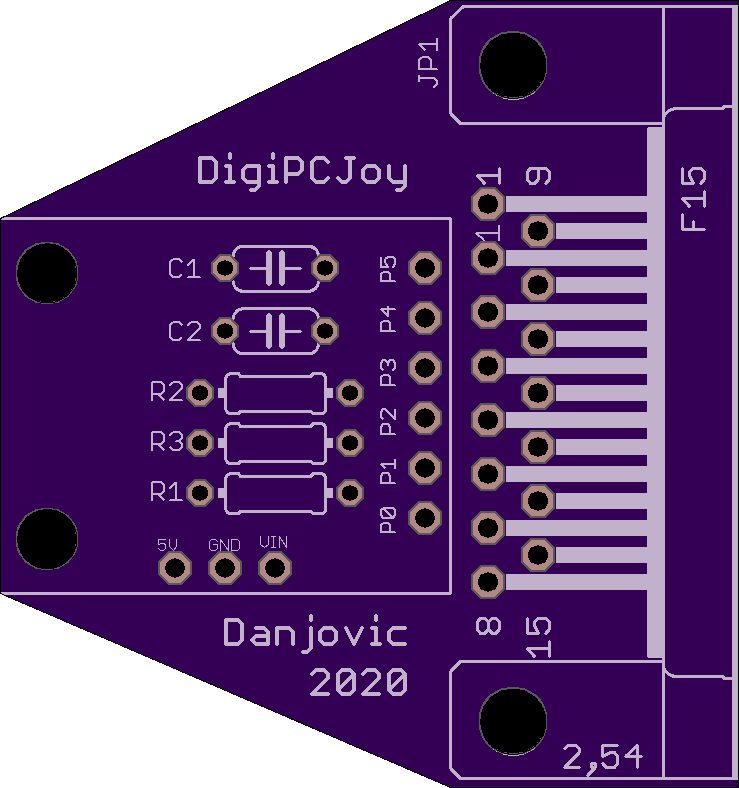 JP1
DigiPCJoy
1
9
F15
1
C1
P5
C2
P4
P3
R2
P2
R3
P1
R1
P0
5V
GND
VIN
Danjovic
2020
8
15
2,54